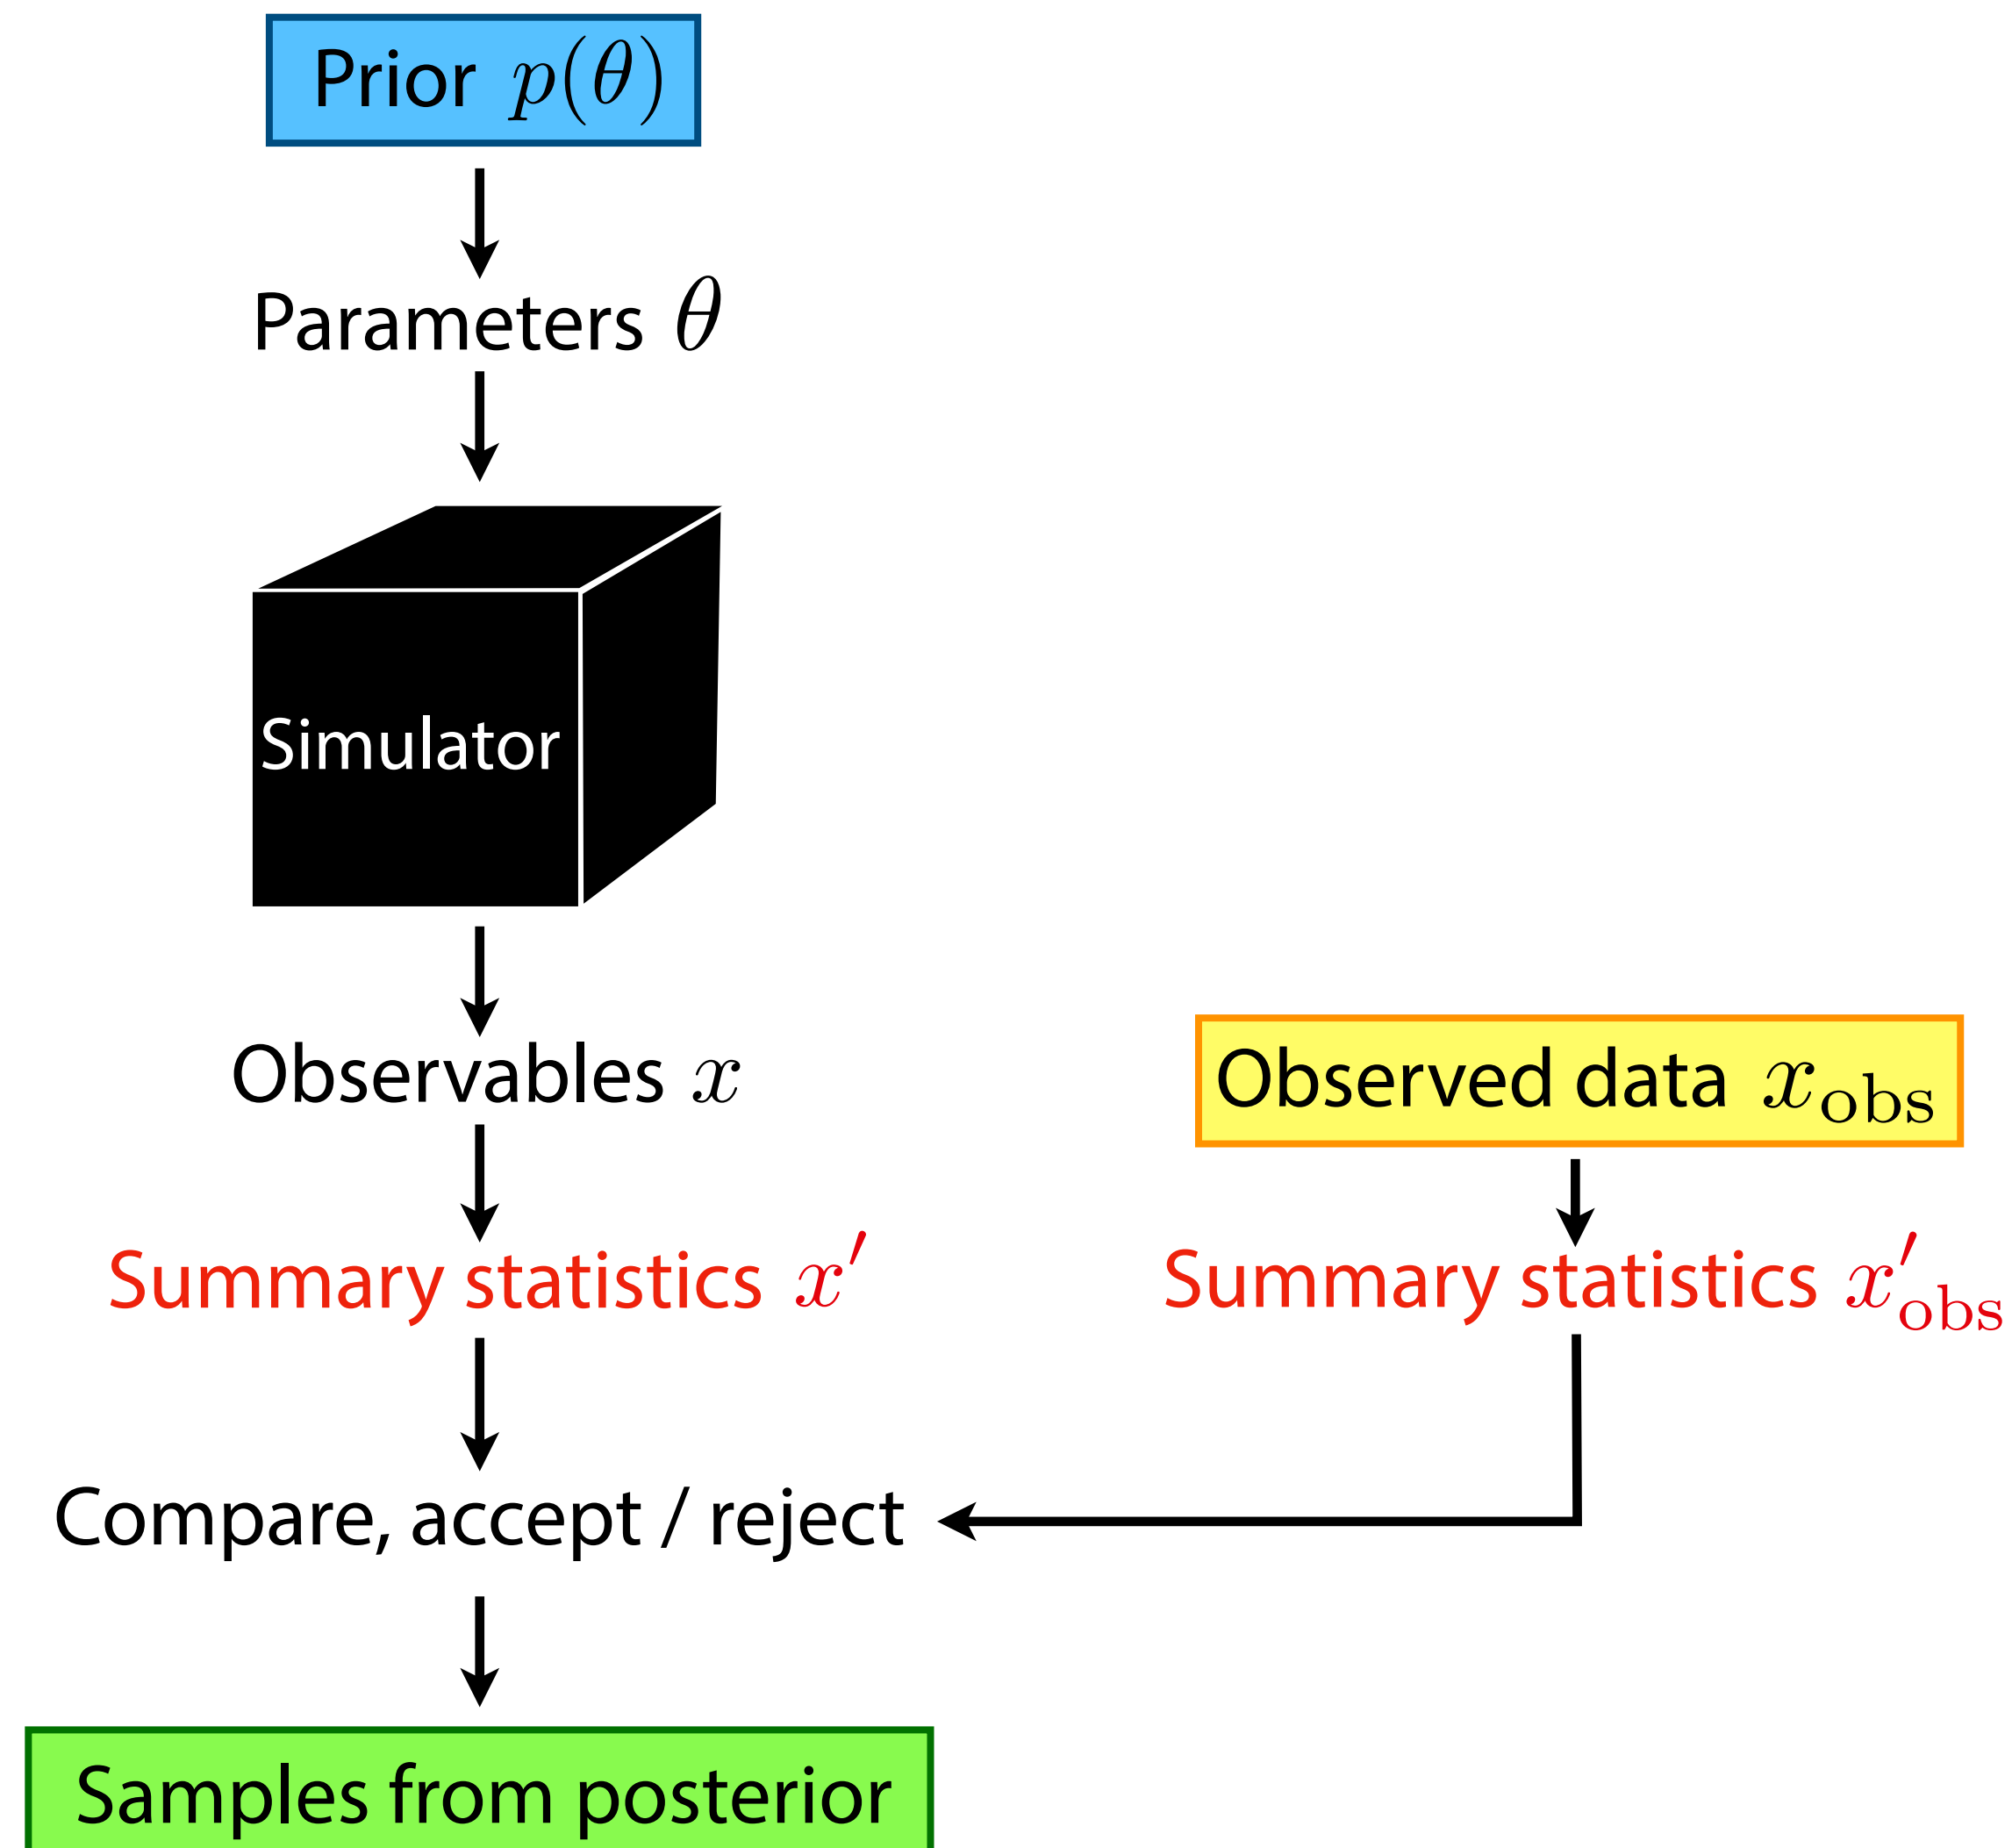 Prior p(θ)
Parameters θ
Simulator
Observables x
Observed data x_obs
Summary statistics x′
Summary statistics x′_obs
Compare, accept / reject
Samples from posterior